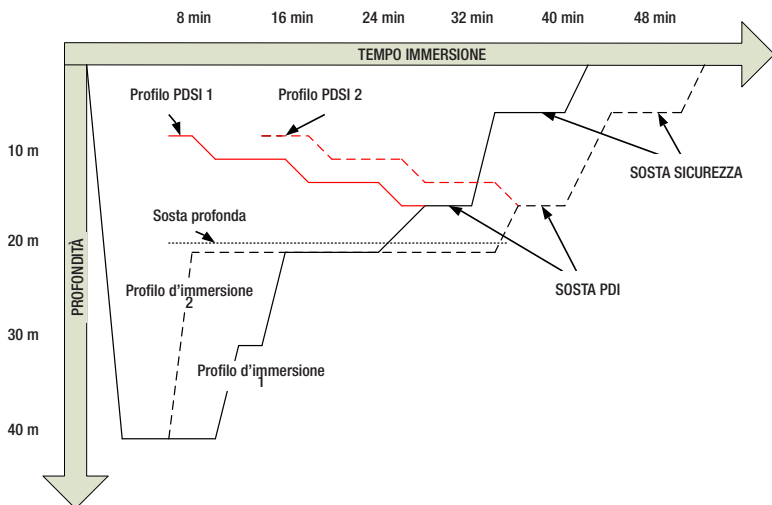 8 min 16 min 24 min 32 min 40 min 48 min
TEMPO IMMERSIONE
Profilo PDSI 1 Profilo PDSI 2
10 m
SOSTA SICUREZZA
Sosta profonda
20 m
PROFONDITÀ
Profilo d'immersione
2
SOSTA PDI
30 m
Profilo d'immersione
1
40 m